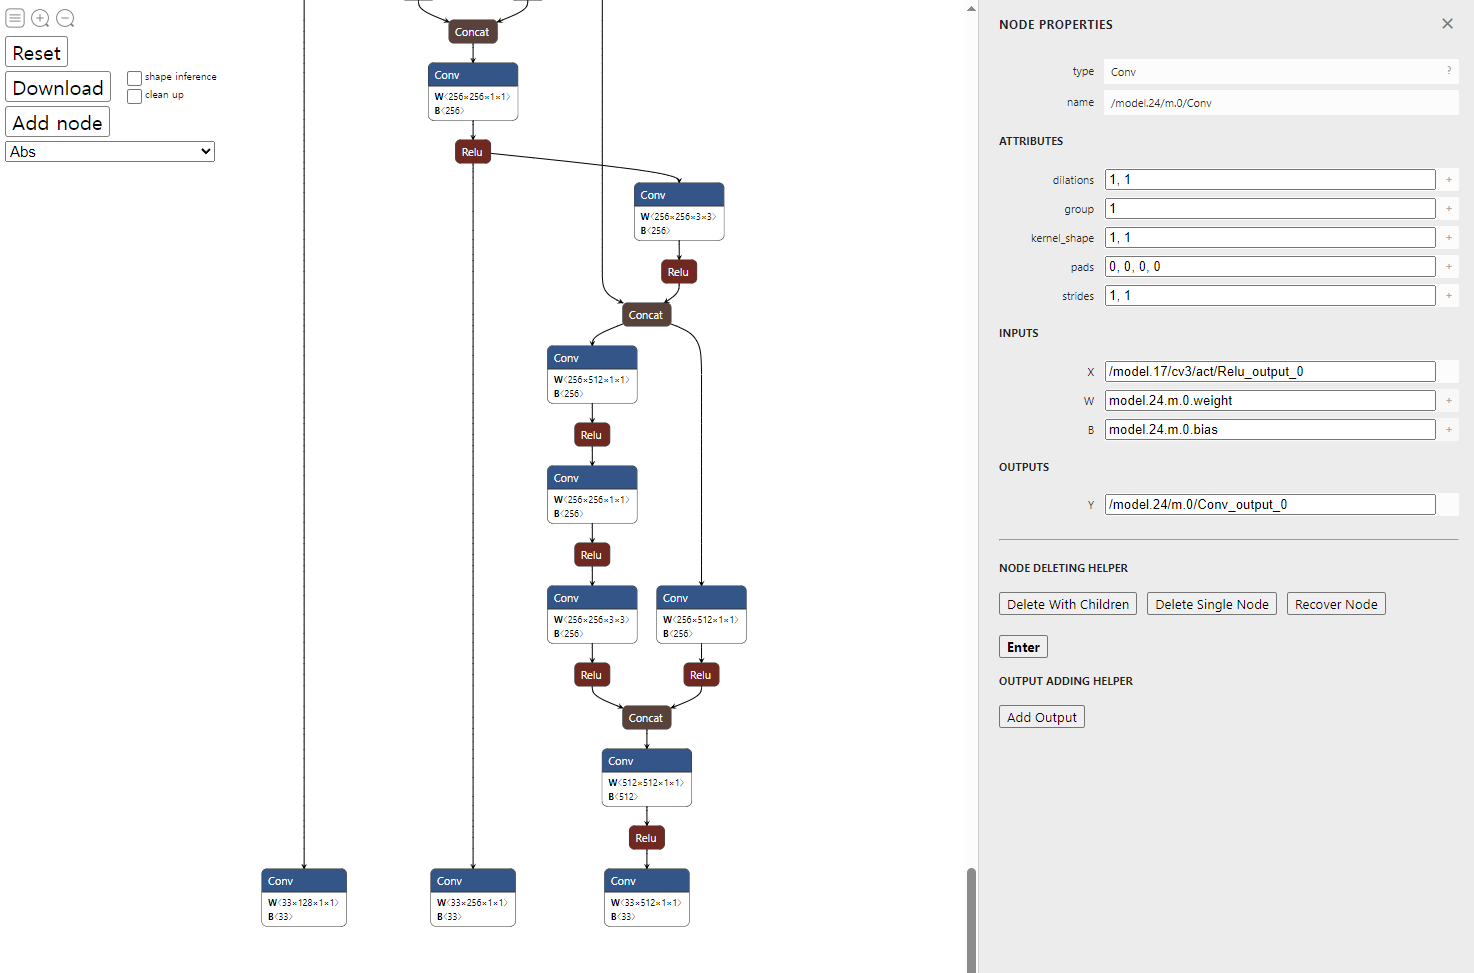 Reset
Download
shape inference
clean up
Add node
Abs
Concat
Conv
W⟨256×256×1×1⟩
B⟨256⟩
Relu
Conv
W⟨256×256×3×3⟩
B⟨256⟩
Relu
Concat
Conv
W⟨256×512×1×1⟩
B⟨256⟩
Relu
Conv
W⟨256×256×1×1⟩
B⟨256⟩
Relu
Conv
W⟨256×256×3×3⟩
B⟨256⟩
Conv
W⟨256×512×1×1⟩
B⟨256⟩
Relu
Relu
Concat
Conv
W⟨512×512×1×1⟩
B⟨512⟩
Relu
Conv
W⟨33×128×1×1⟩
B⟨33⟩
Conv
W⟨33×256×1×1⟩
B⟨33⟩
Conv
W⟨33×512×1×1⟩
B⟨33⟩
NODE PROPERTIES ×
type Conv ?
name /model.24/m.0/Conv
ATTRIBUTES
dilations 1, 1 +
group 1 +
kernel_shape 1, 1 +
pads 0, 0, 0, 0 +
strides 1, 1 +
INPUTS
X /model.17/cv3/act/Relu_output_0
W model.24.m.0.weight +
B model.24.m.0.bias +
OUTPUTS
Y /model.24/m.0/Conv_output_0
NODE DELETING HELPER
Delete With Children Delete Single Node Recover Node
Enter
OUTPUT ADDING HELPER
Add Output